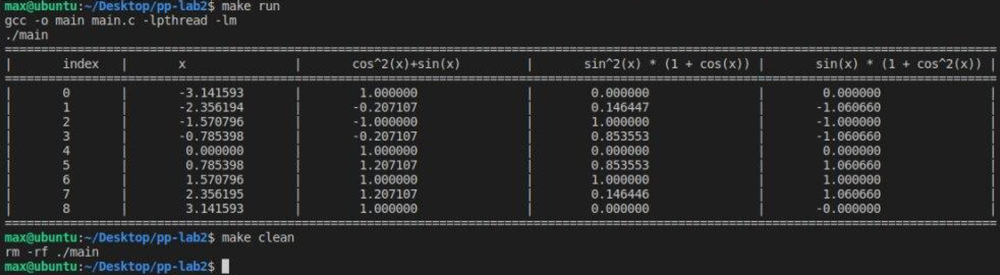 max@ubuntu:~/Desktop/pp-lab2$ make run
gcc -o main main.c -lpthread -lm
./main
================================================================================================================================================================
| index | x | cos^2(x)+sin(x) | sin^2(x) * (1 + cos(x)) | sin(x) * (1 + cos^2(x)) |
================================================================================================================================================================
| 0 | -3.141593 | 1.000000 | 0.000000 | 0.000000 |
| 1 | -2.356194 | -0.207107 | 0.146447 | -1.060660 |
| 2 | -1.570796 | -1.000000 | 1.000000 | -1.000000 |
| 3 | -0.785398 | -0.207107 | 0.853553 | -1.060660 |
| 4 | 0.000000 | 1.000000 | 0.000000 | 0.000000 |
| 5 | 0.785398 | 1.207107 | 0.853553 | 1.060660 |
| 6 | 1.570796 | 1.000000 | 1.000000 | 1.000000 |
| 7 | 2.356195 | 1.207107 | 0.146446 | 1.060660 |
| 8 | 3.141593 | 1.000000 | 0.000000 | -0.000000 |
================================================================================================================================================================
max@ubuntu:~/Desktop/pp-lab2$ make clean
rm -rf ./main
max@ubuntu:~/Desktop/pp-lab2$